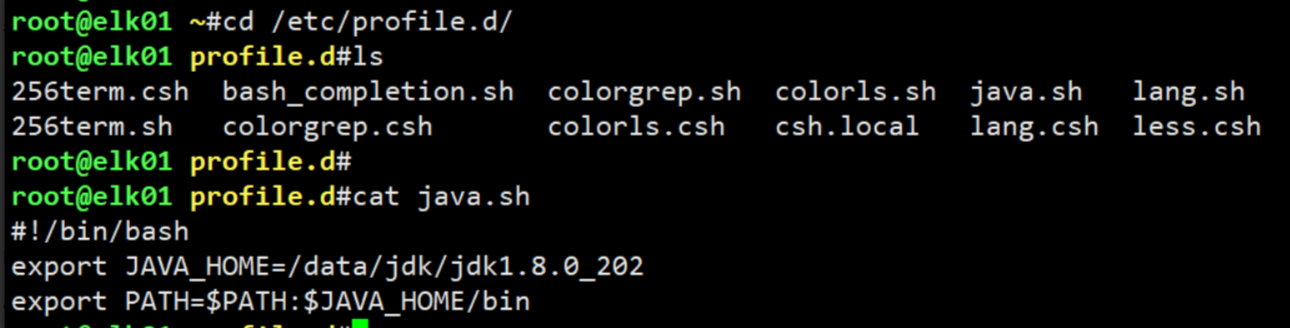 root@elk01 ~#cd /etc/profile.d/
root@elk01 profile.d#ls
256term.csh  bash_completion.sh  colorgrep.sh  colorls.sh  java.sh   lang.sh
256term.sh   colorgrep.csh       colorls.csh   csh.local   lang.csh  less.csh
root@elk01 profile.d#
root@elk01 profile.d#cat java.sh
#!/bin/bash
export JAVA_HOME=/data/jdk/jdk1.8.0_202
export PATH=$PATH:$JAVA_HOME/bin